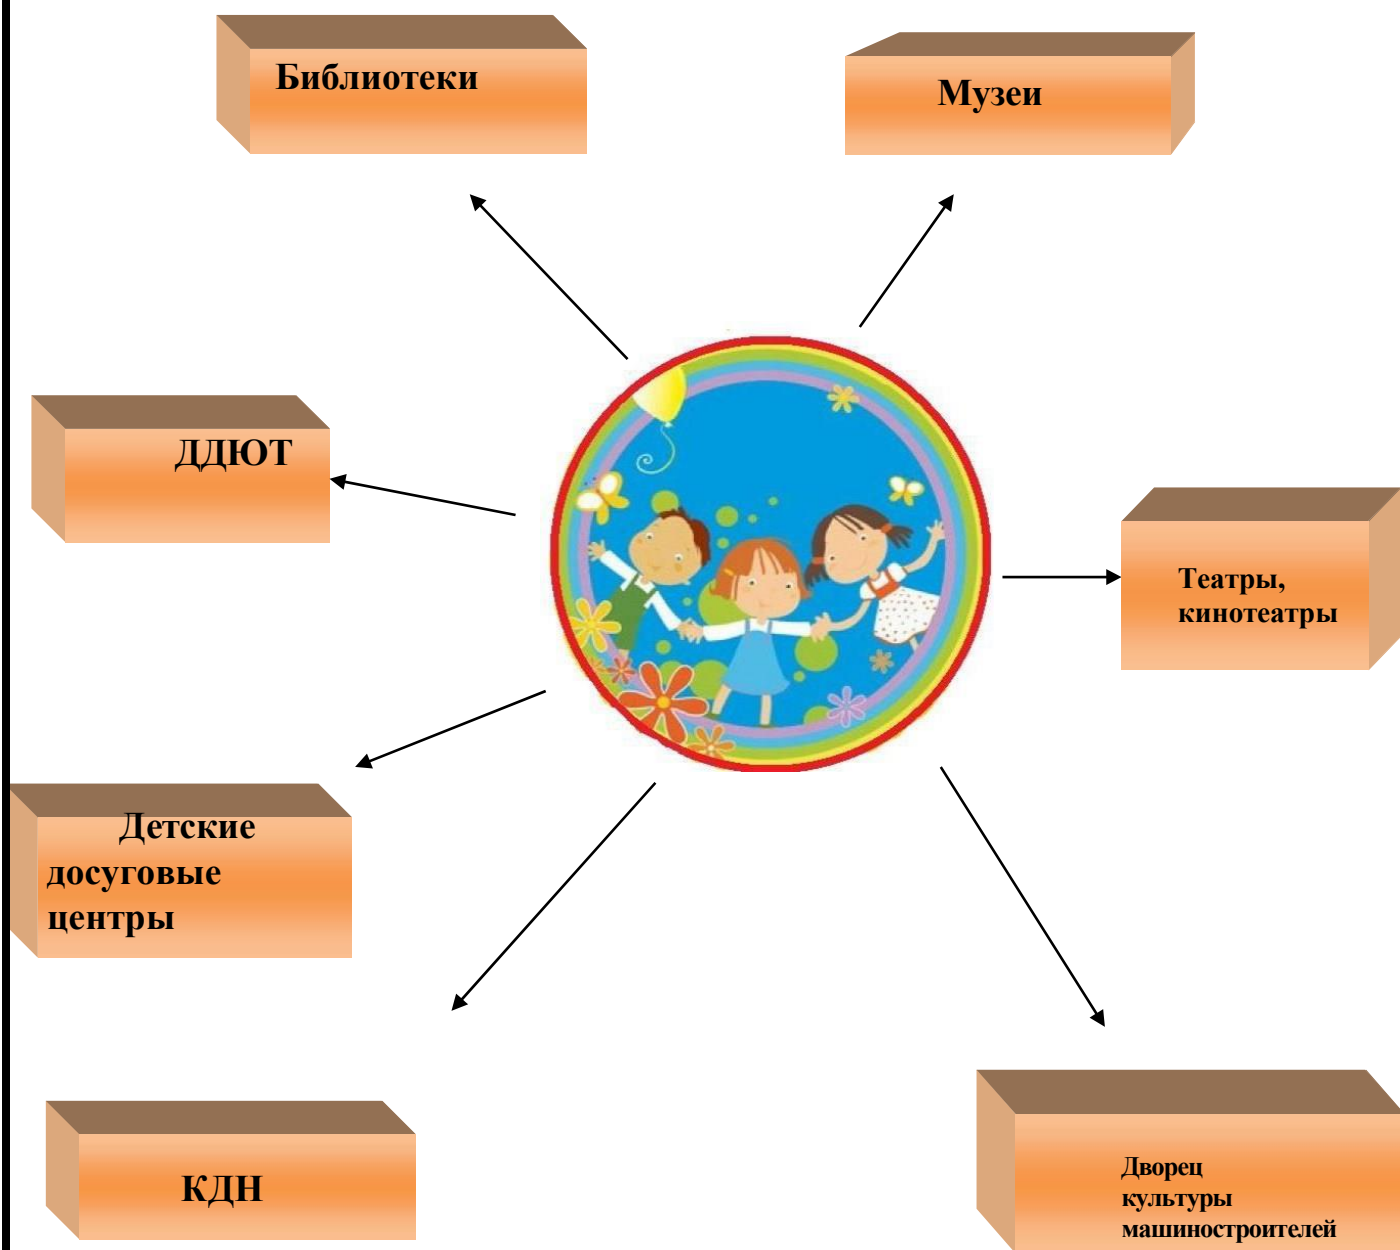 Библиотеки
Музеи
ДДЮТ
Театры,
кинотеатры
Детские
досуговые
центры
КДН
Дворец
культуры
машиностроителей